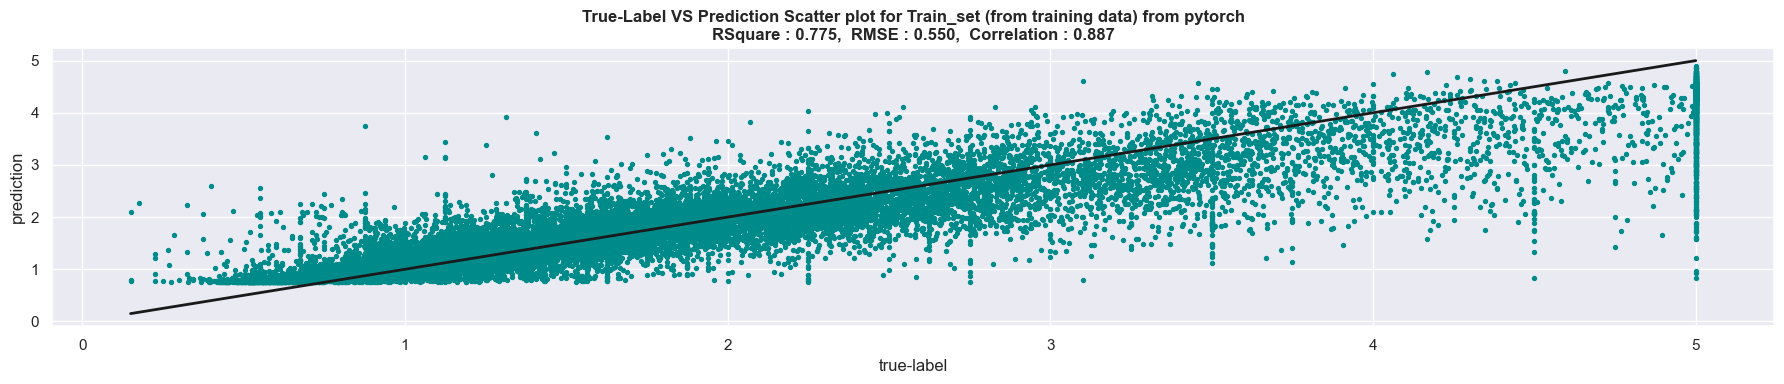 True-Label VS Prediction Scatter plot for Train_set (from training data) from pytorch
RSquare : 0.775,  RMSE : 0.550,  Correlation : 0.887
5
4
3
2
1
0
prediction
0 1 2 3 4 5
true-label